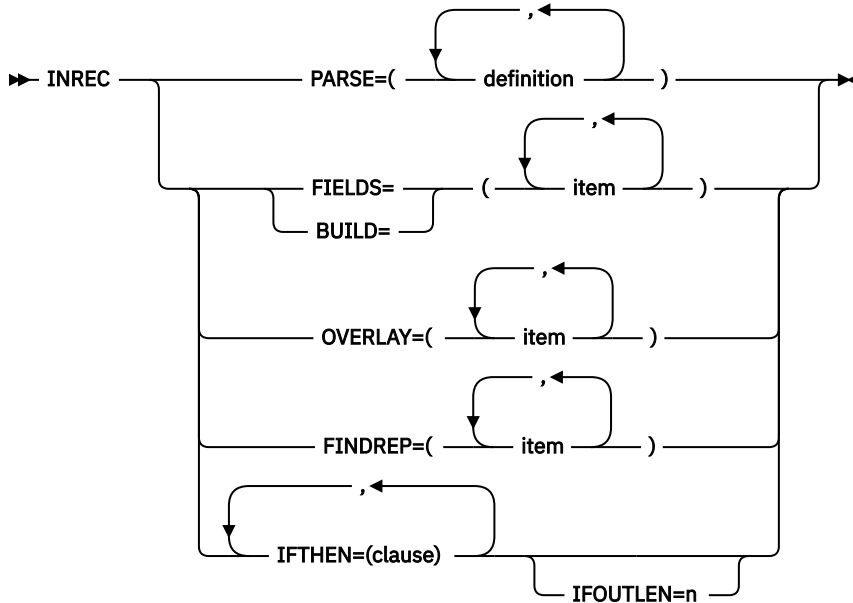 ,
INREC PARSE=( definition )
,
FIELDS= ( item )
BUILD=
,
OVERLAY=( item )
,
FINDREP=( item )
,
IFTHEN=(clause)
IFOUTLEN=n